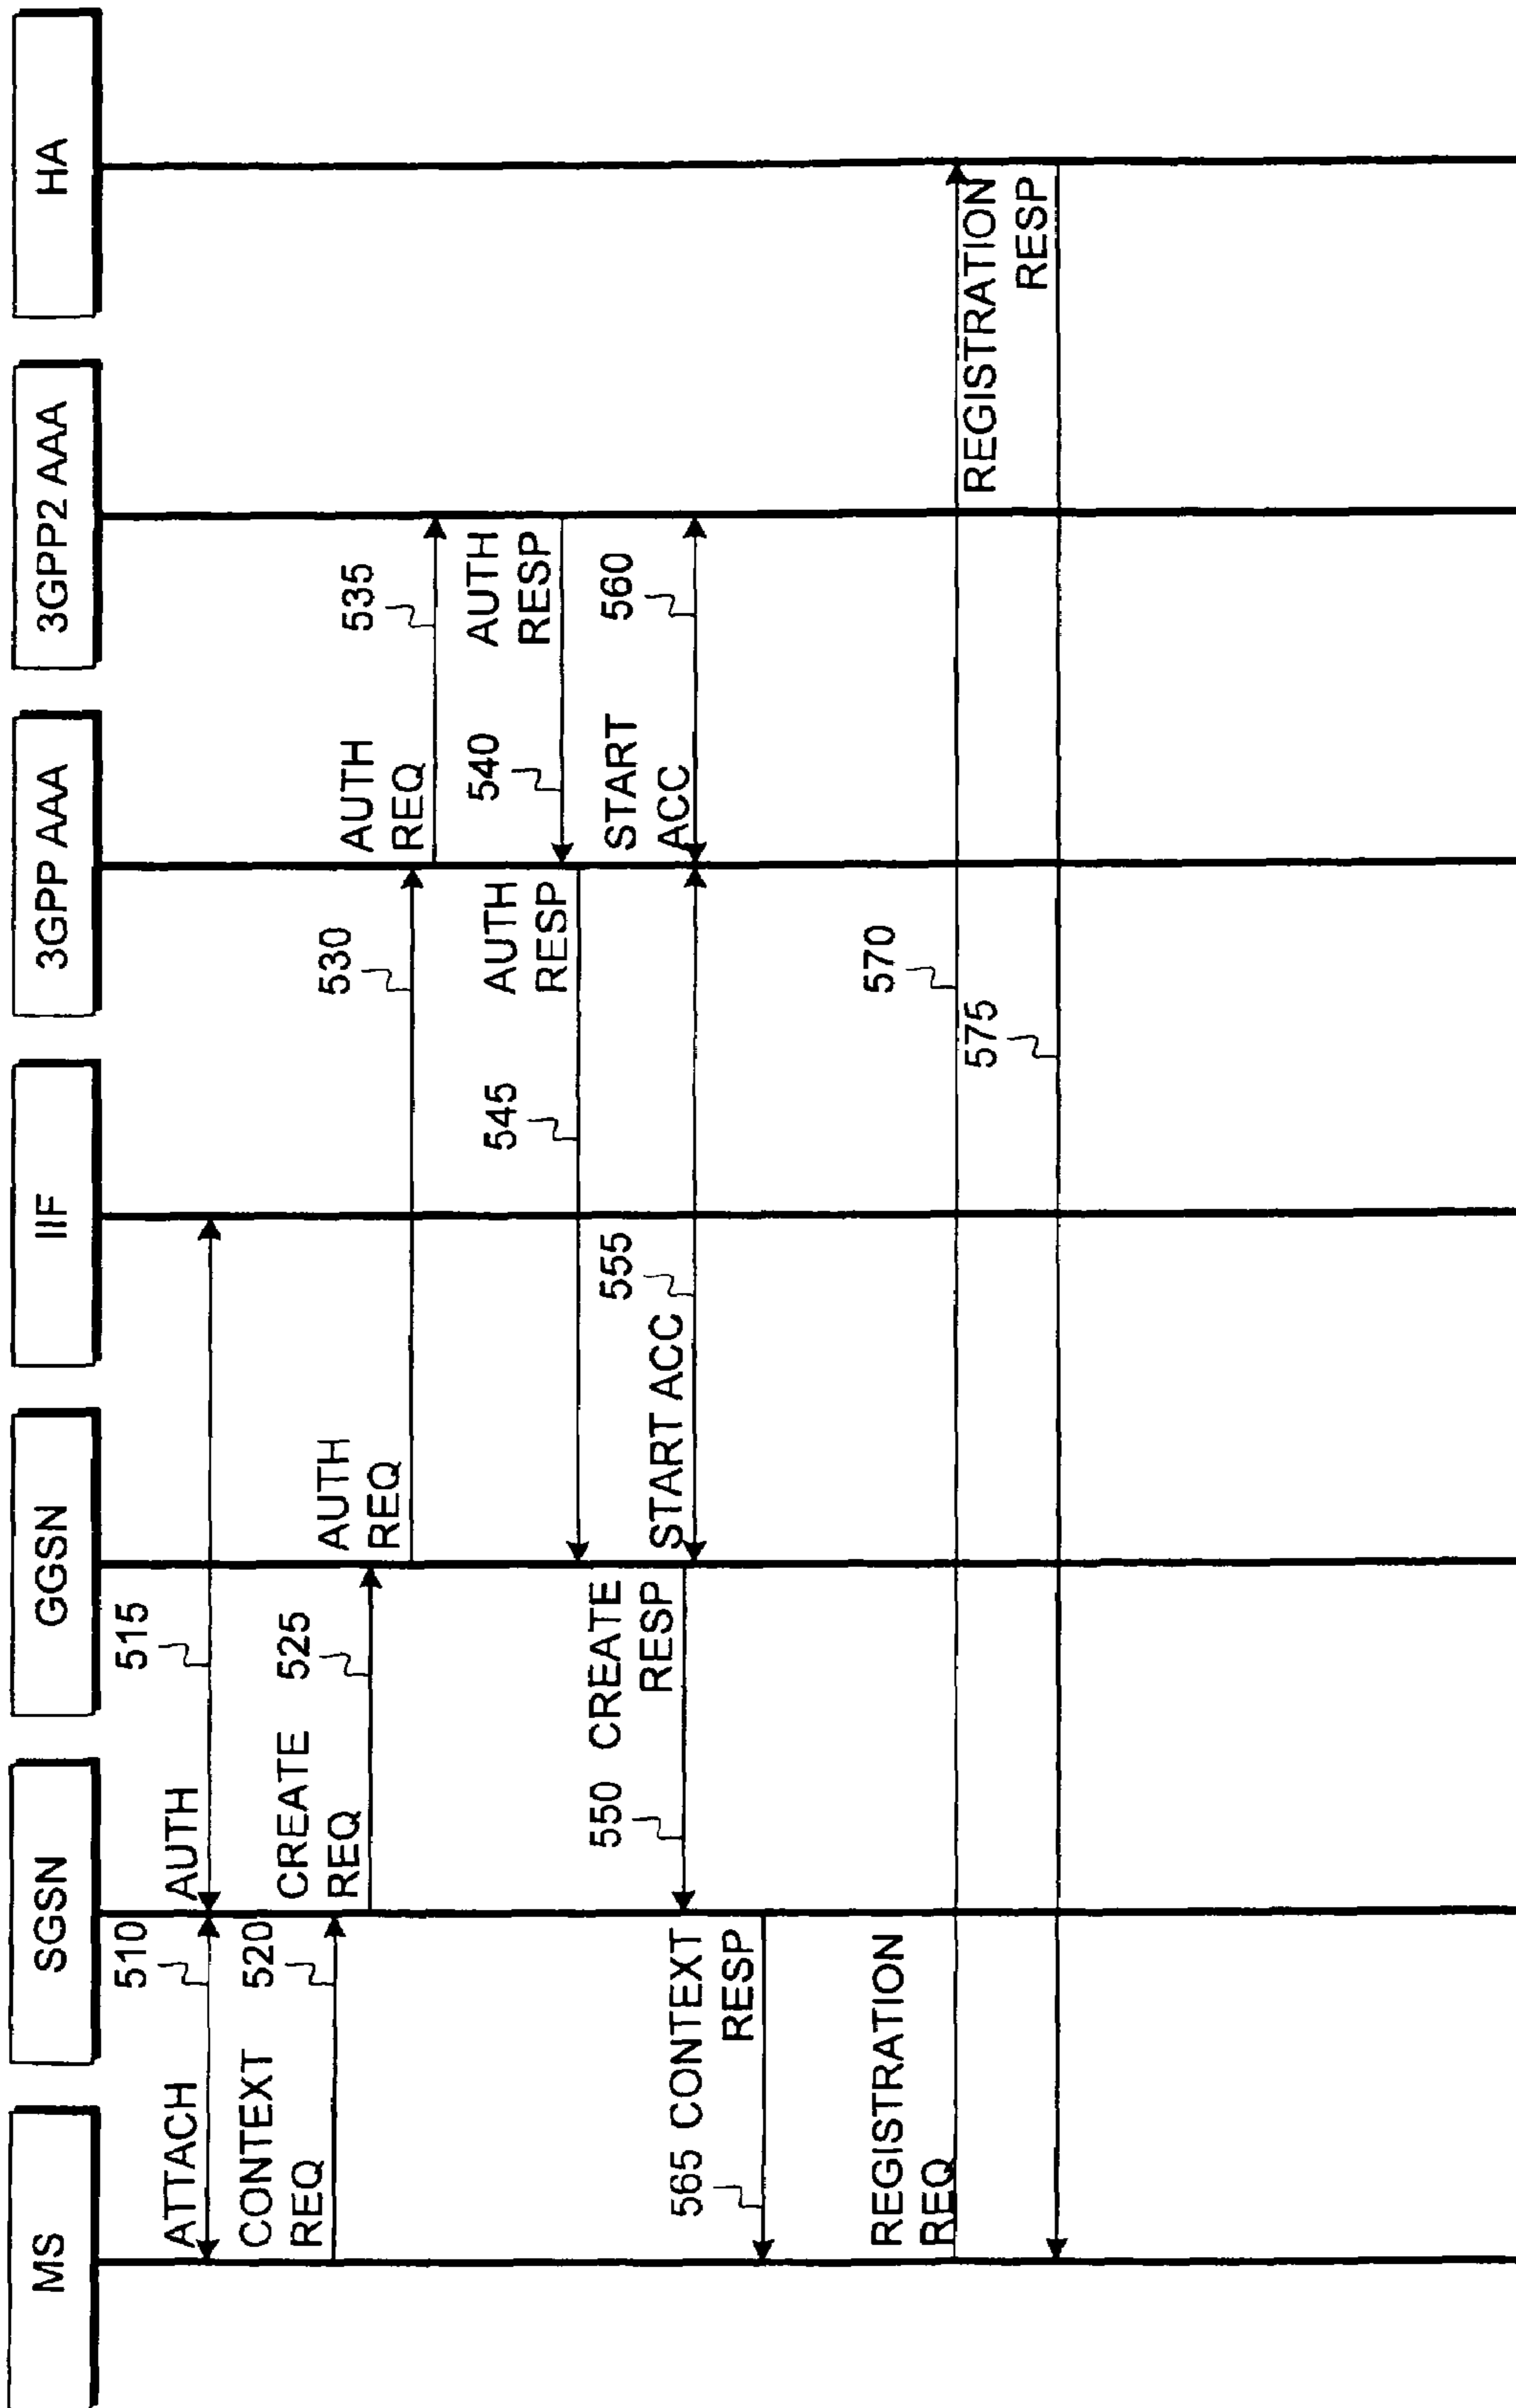 MS
SGSN
GGSN
IIF
3GPP AAA
3GPP2 AAA
HA
510
515
ATTACH
AUTH
CONTEXT
REQ
520
CREATE
REQ
525
AUTH
REQ
530
AUTH
REQ
535
AUTH
RESP
540
AUTH
RESP
545
550 CREATE
RESP
START ACC
555
START
ACC
560
565 CONTEXT
RESP
REGISTRATION
REQ
570
REGISTRATION
RESP
575